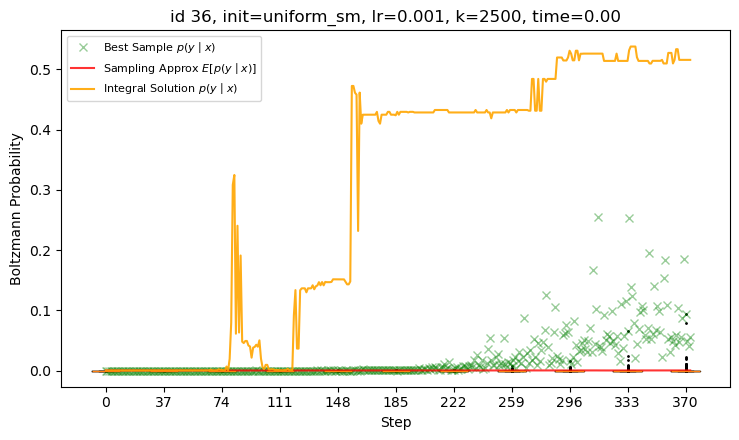 id 36, init=uniform_sm, lr=0.001, k=2500, time=0.00
Best Sample p(y | x)
Sampling Approx E[p(y | x)]
Integral Solution p(y | x)
Boltzmann Probability
0.5
0.4
0.3
0.2
0.1
0.0
0 37 74 111 148 185 222 259 296 333 370
Step